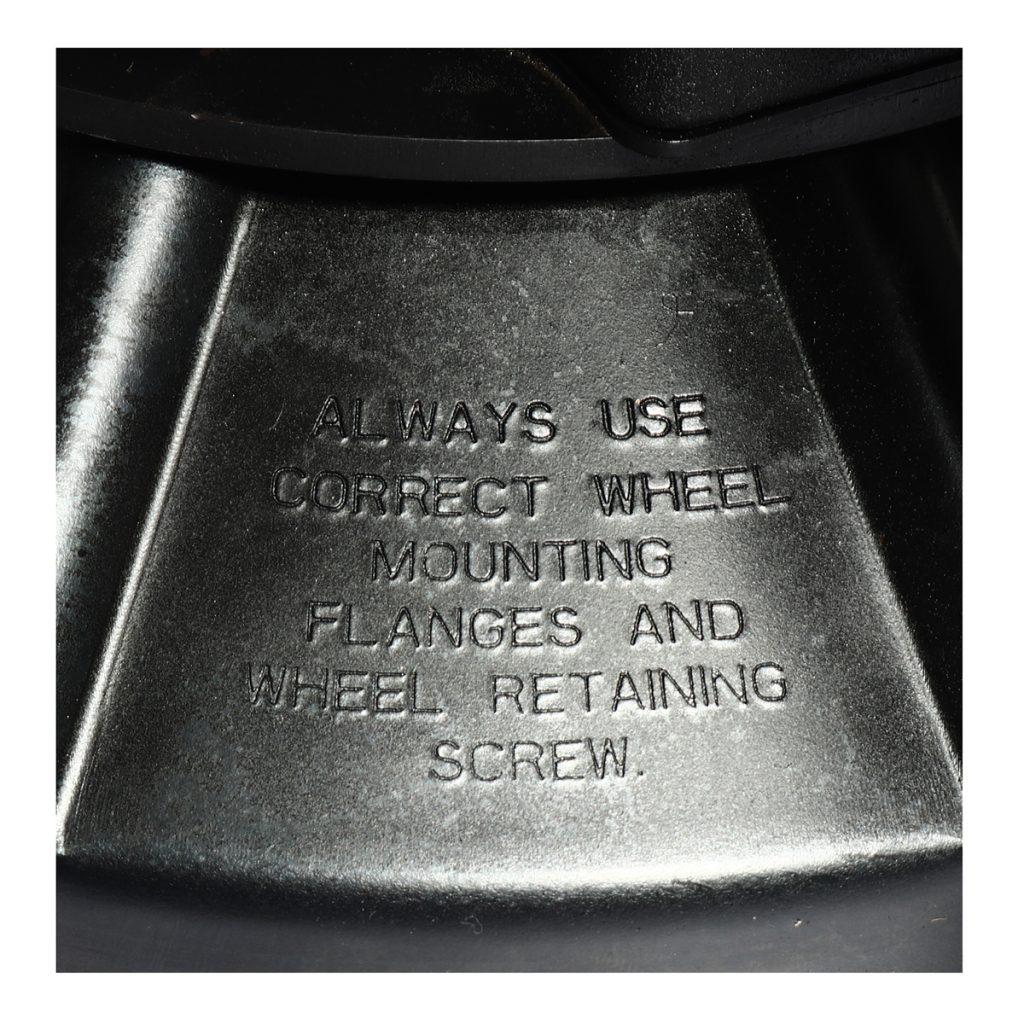 ALWAYS USE
CORRECT WHEEL
MOUNTING
FLANGES AND
WHEEL RETAINING
SCREW.